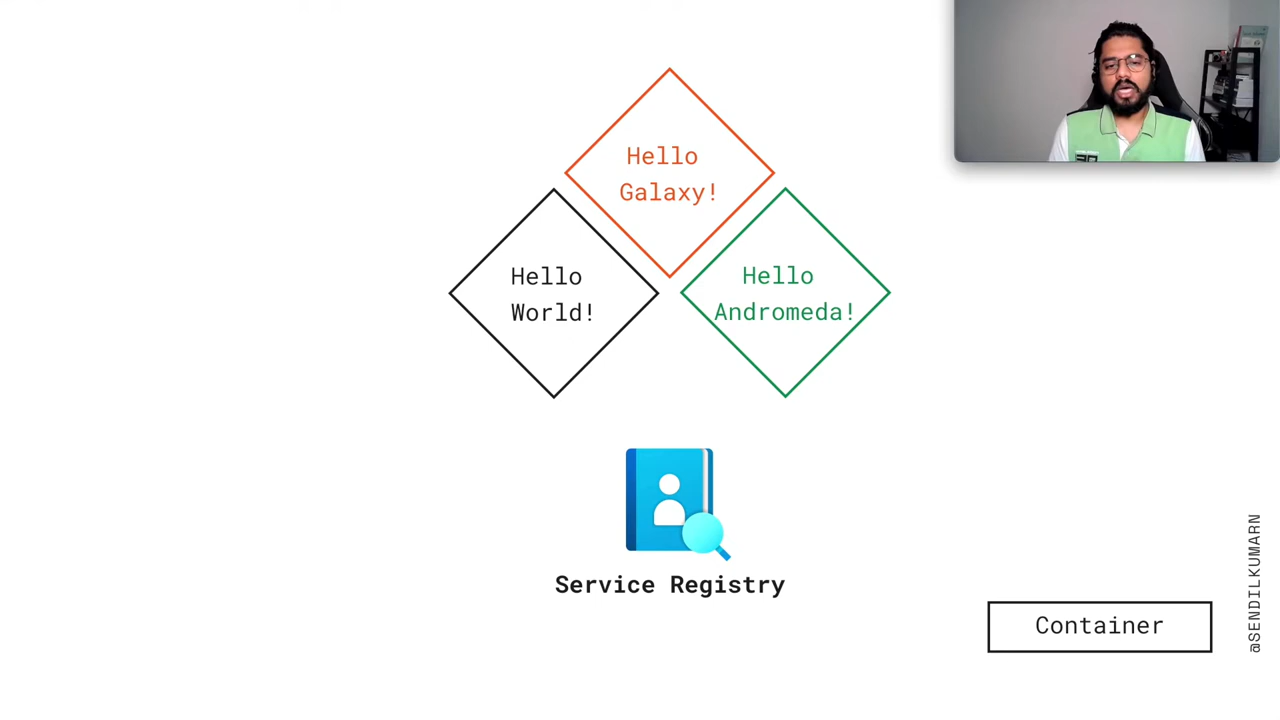 Hello
Galaxy!
Hello
World!
Hello
Andromeda!
Service Registry
Container
@SENDILKUMARN